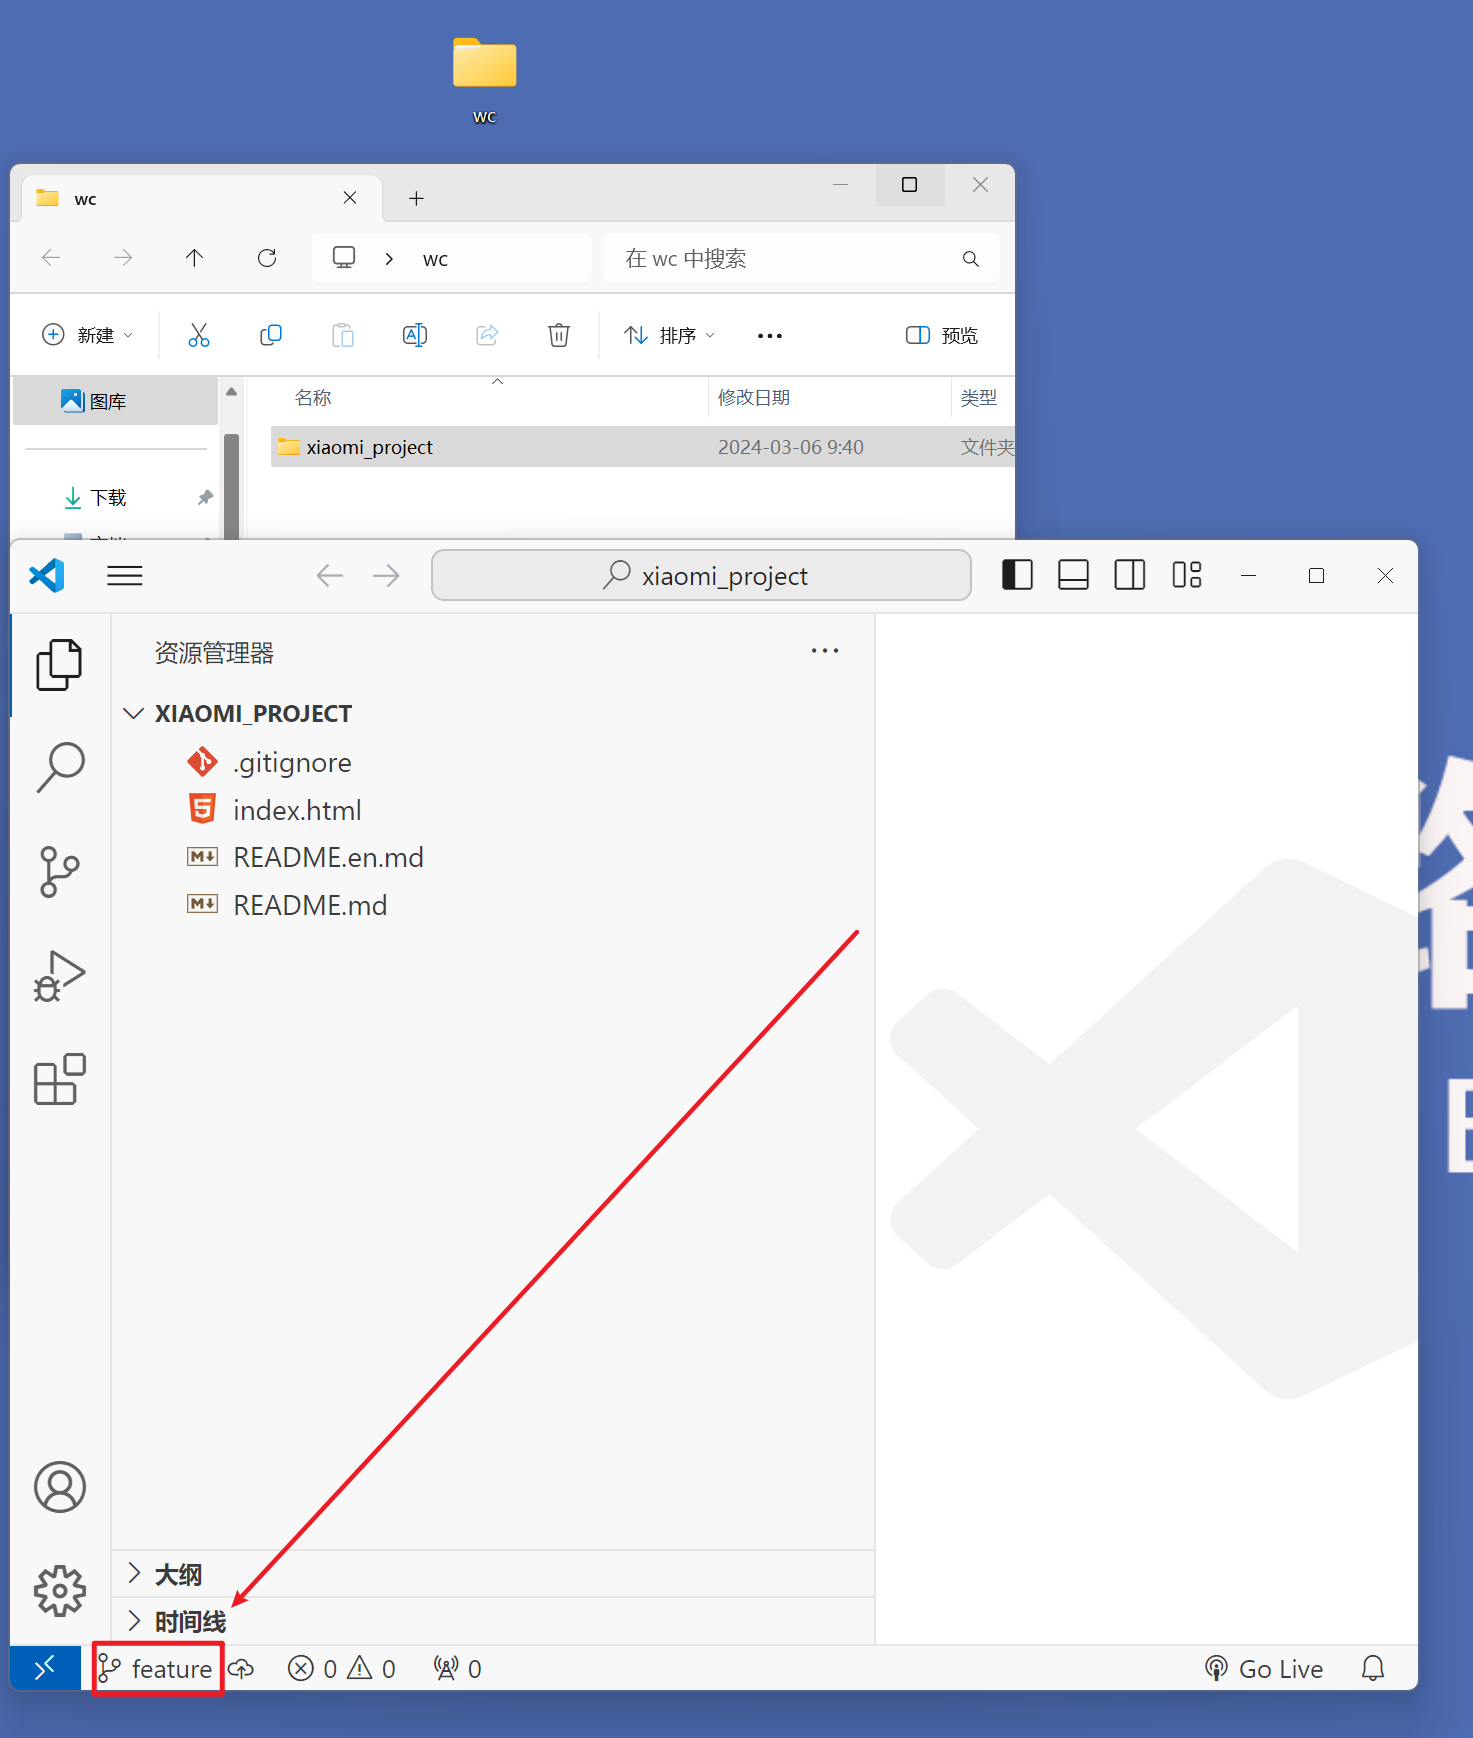 wc
wc
wc
在 wc 中搜索
新建
排序
预览
图库
名称
修改日期
类型
xiaomi_project
2024-03-06 9:40
文件夹
下载
xiaomi_project
资源管理器
XIAOMI_PROJECT
.gitignore
index.html
README.en.md
README.md
大纲
时间线
feature
0
0
0
Go Live